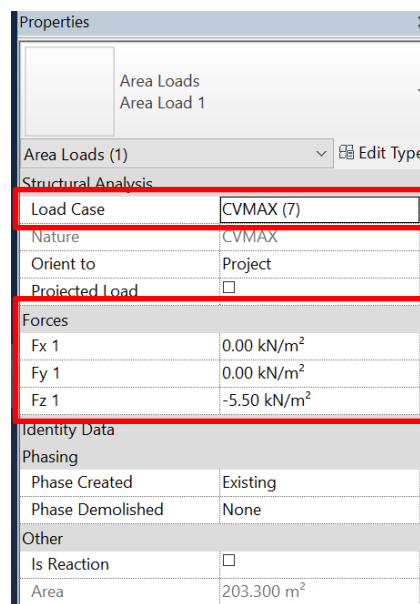 Properties
Area Loads
Area Load 1
Area Loads (1) Edit Type
Structural Analysis
Load Case CVMAX (7)
Nature CVMAX
Orient to Project
Projected Load
Forces
Fx 1 0.00 kN/m²
Fy 1 0.00 kN/m²
Fz 1 -5.50 kN/m²
Identity Data
Phasing
Phase Created Existing
Phase Demolished None
Other
Is Reaction
Area 203.300 m²